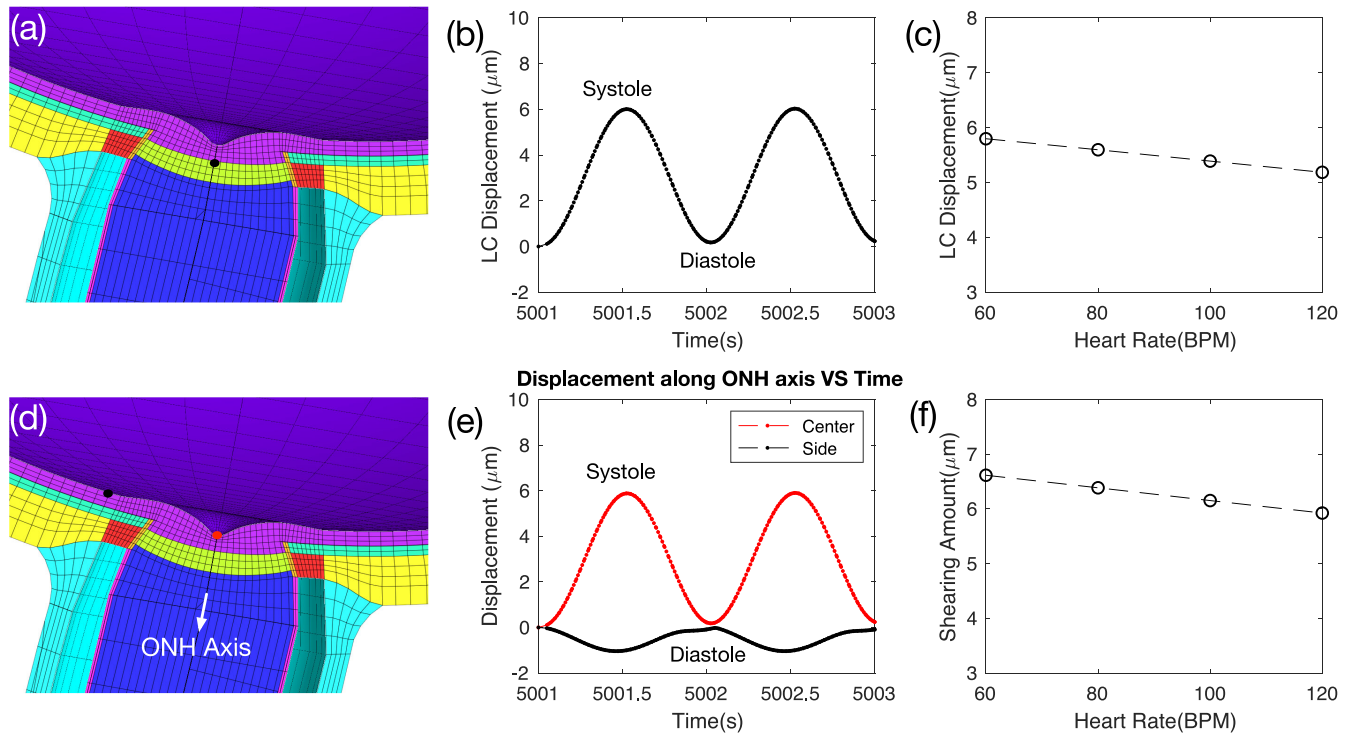 (a)
(b)
LC Displacement (μm)
10
8
6
4
2
0
-2
Systole
Diastole
5001
5001.5
5002
5002.5
5003
Time(s)
(c)
LC Displacement(μm)
8
7
6
5
4
3
60
80
100
120
Heart Rate(BPM)
(d)
ONH Axis
Displacement along ONH axis VS Time
(e)
Displacement (μm)
10
8
6
4
2
0
-2
Center
Side
Systole
Diastole
5001
5001.5
5002
5002.5
5003
Time(s)
(f)
Shearing Amount(μm)
8
7
6
5
4
3
60
80
100
120
Heart Rate(BPM)